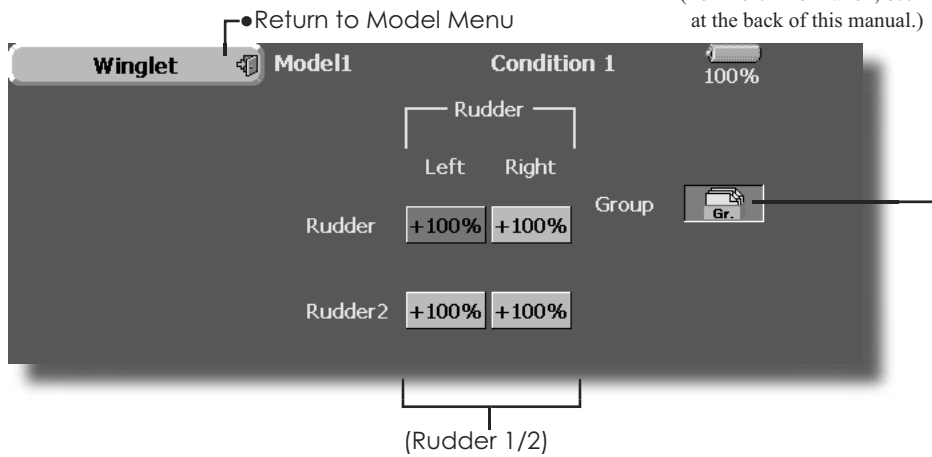 at the back of this manual.)
●Return to Model Menu
Winglet Model1 Condition 1 100%
Rudder
Left Right
Rudder +100% +100% Group Gr.
Rudder2 +100% +100%
(Rudder 1/2)